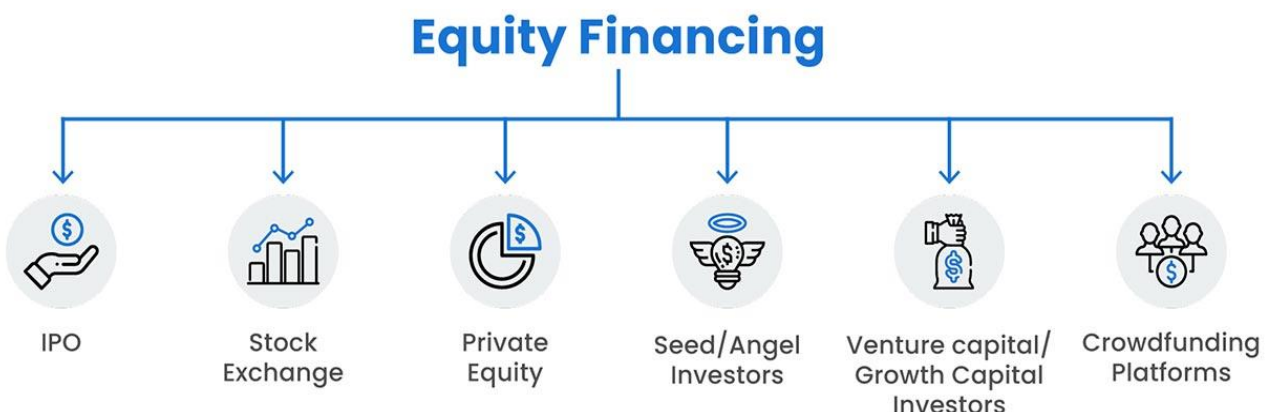 Equity Financing
IPO
Stock
Exchange
Private
Equity
Seed/Angel
Investors
Venture capital/
Growth Capital
Investors
Crowdfunding
Platforms